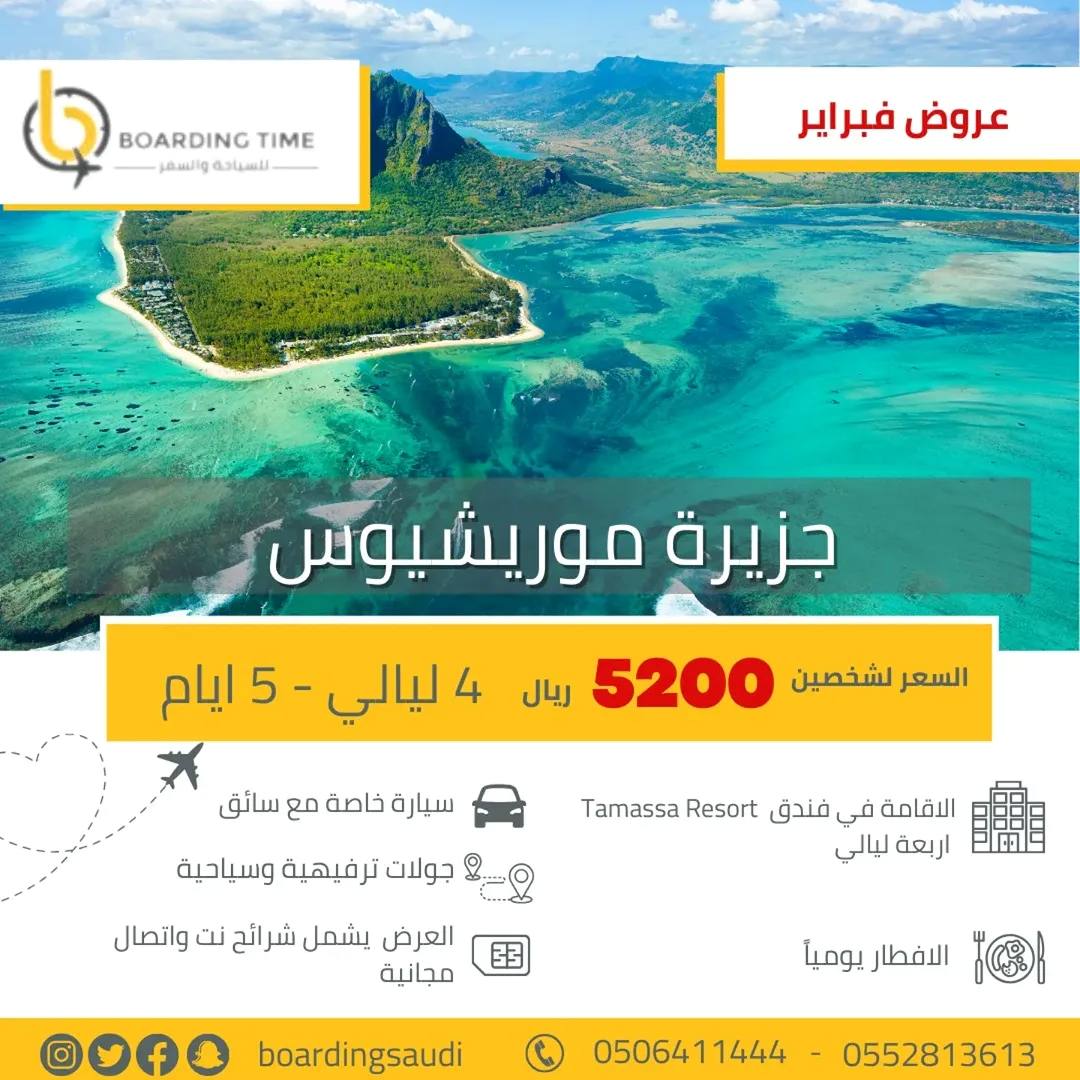 BOARDING TIME
للسياحة والسفر
عروض فبراير
جزيرة موريشيوس
السعر لشخصين 5200 ريال 4 ليالي - 5 ايام
الاقامة في فندق Tamassa Resort
اربعة ليالي
الافطار يومياً
سيارة خاصة مع سائق
جولات ترفيهية وسياحية
العرض يشمل شرائح نت واتصال
مجانية
boardingsaudi 0506411444 - 0552813613